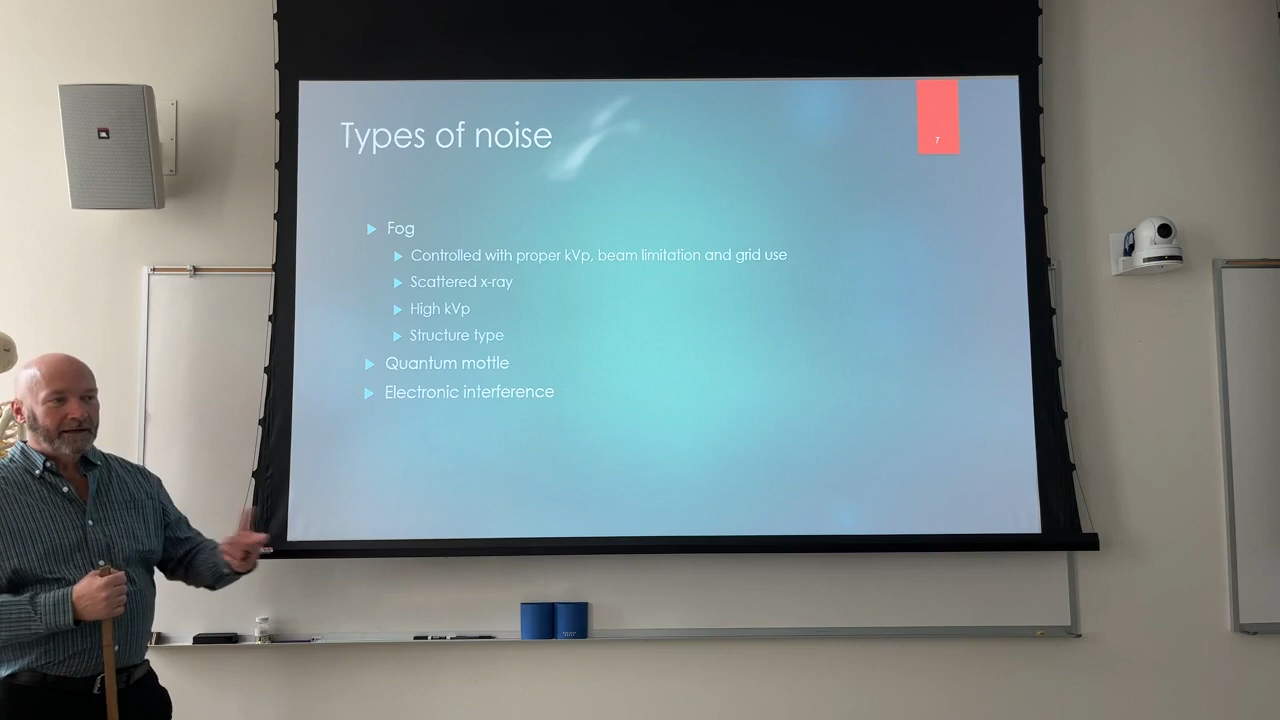 Types of noise
7
Fog
Controlled with proper kVp, beam limitation and grid use
Scattered x-ray
High kVp
Structure type
Quantum mottle
Electronic interference